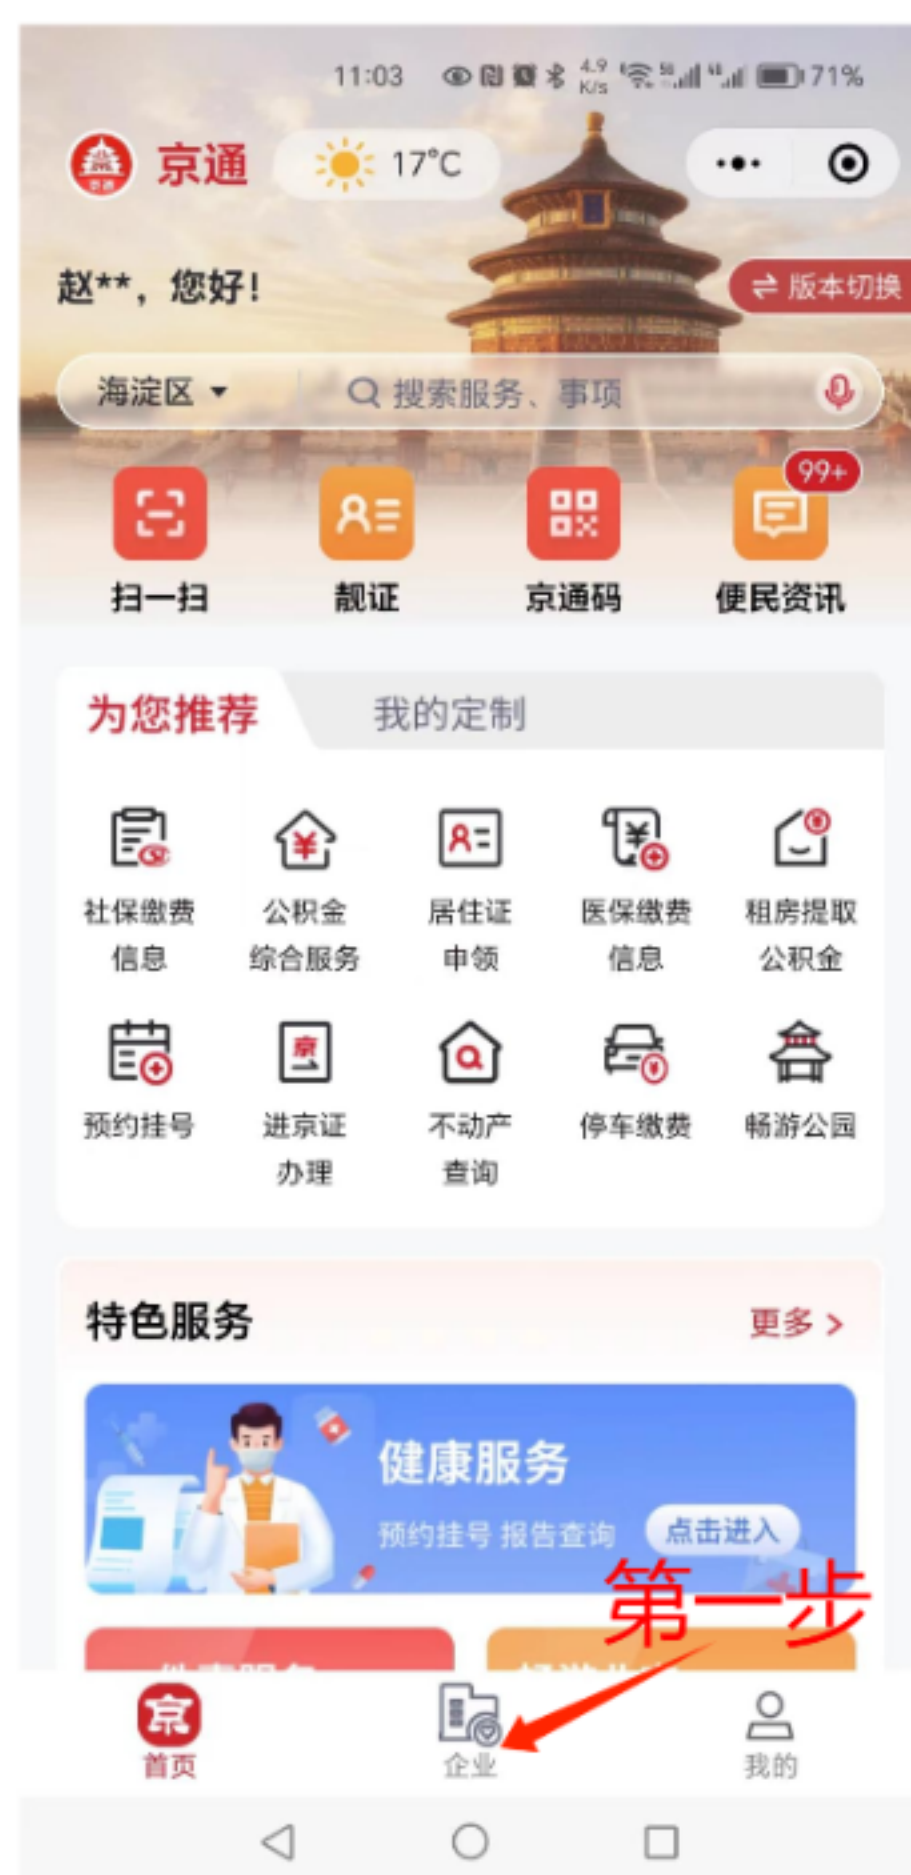 11:03 4.9 K/s 71%
京通 17°C
赵**，您好！
版本切换
海淀区 搜索服务、事项
99+
扫一扫 靓证 京通码 便民资讯
为您推荐 我的定制
社保缴费 公积金 居住证 医保缴费 租房提取
信息 综合服务 申领 信息 公积金
京
预约挂号 进京证 不动产 停车缴费 畅游公园
办理 查询
特色服务 更多 >
健康服务
预约挂号 报告查询 点击进入
第一步
京
首页 企业 我的